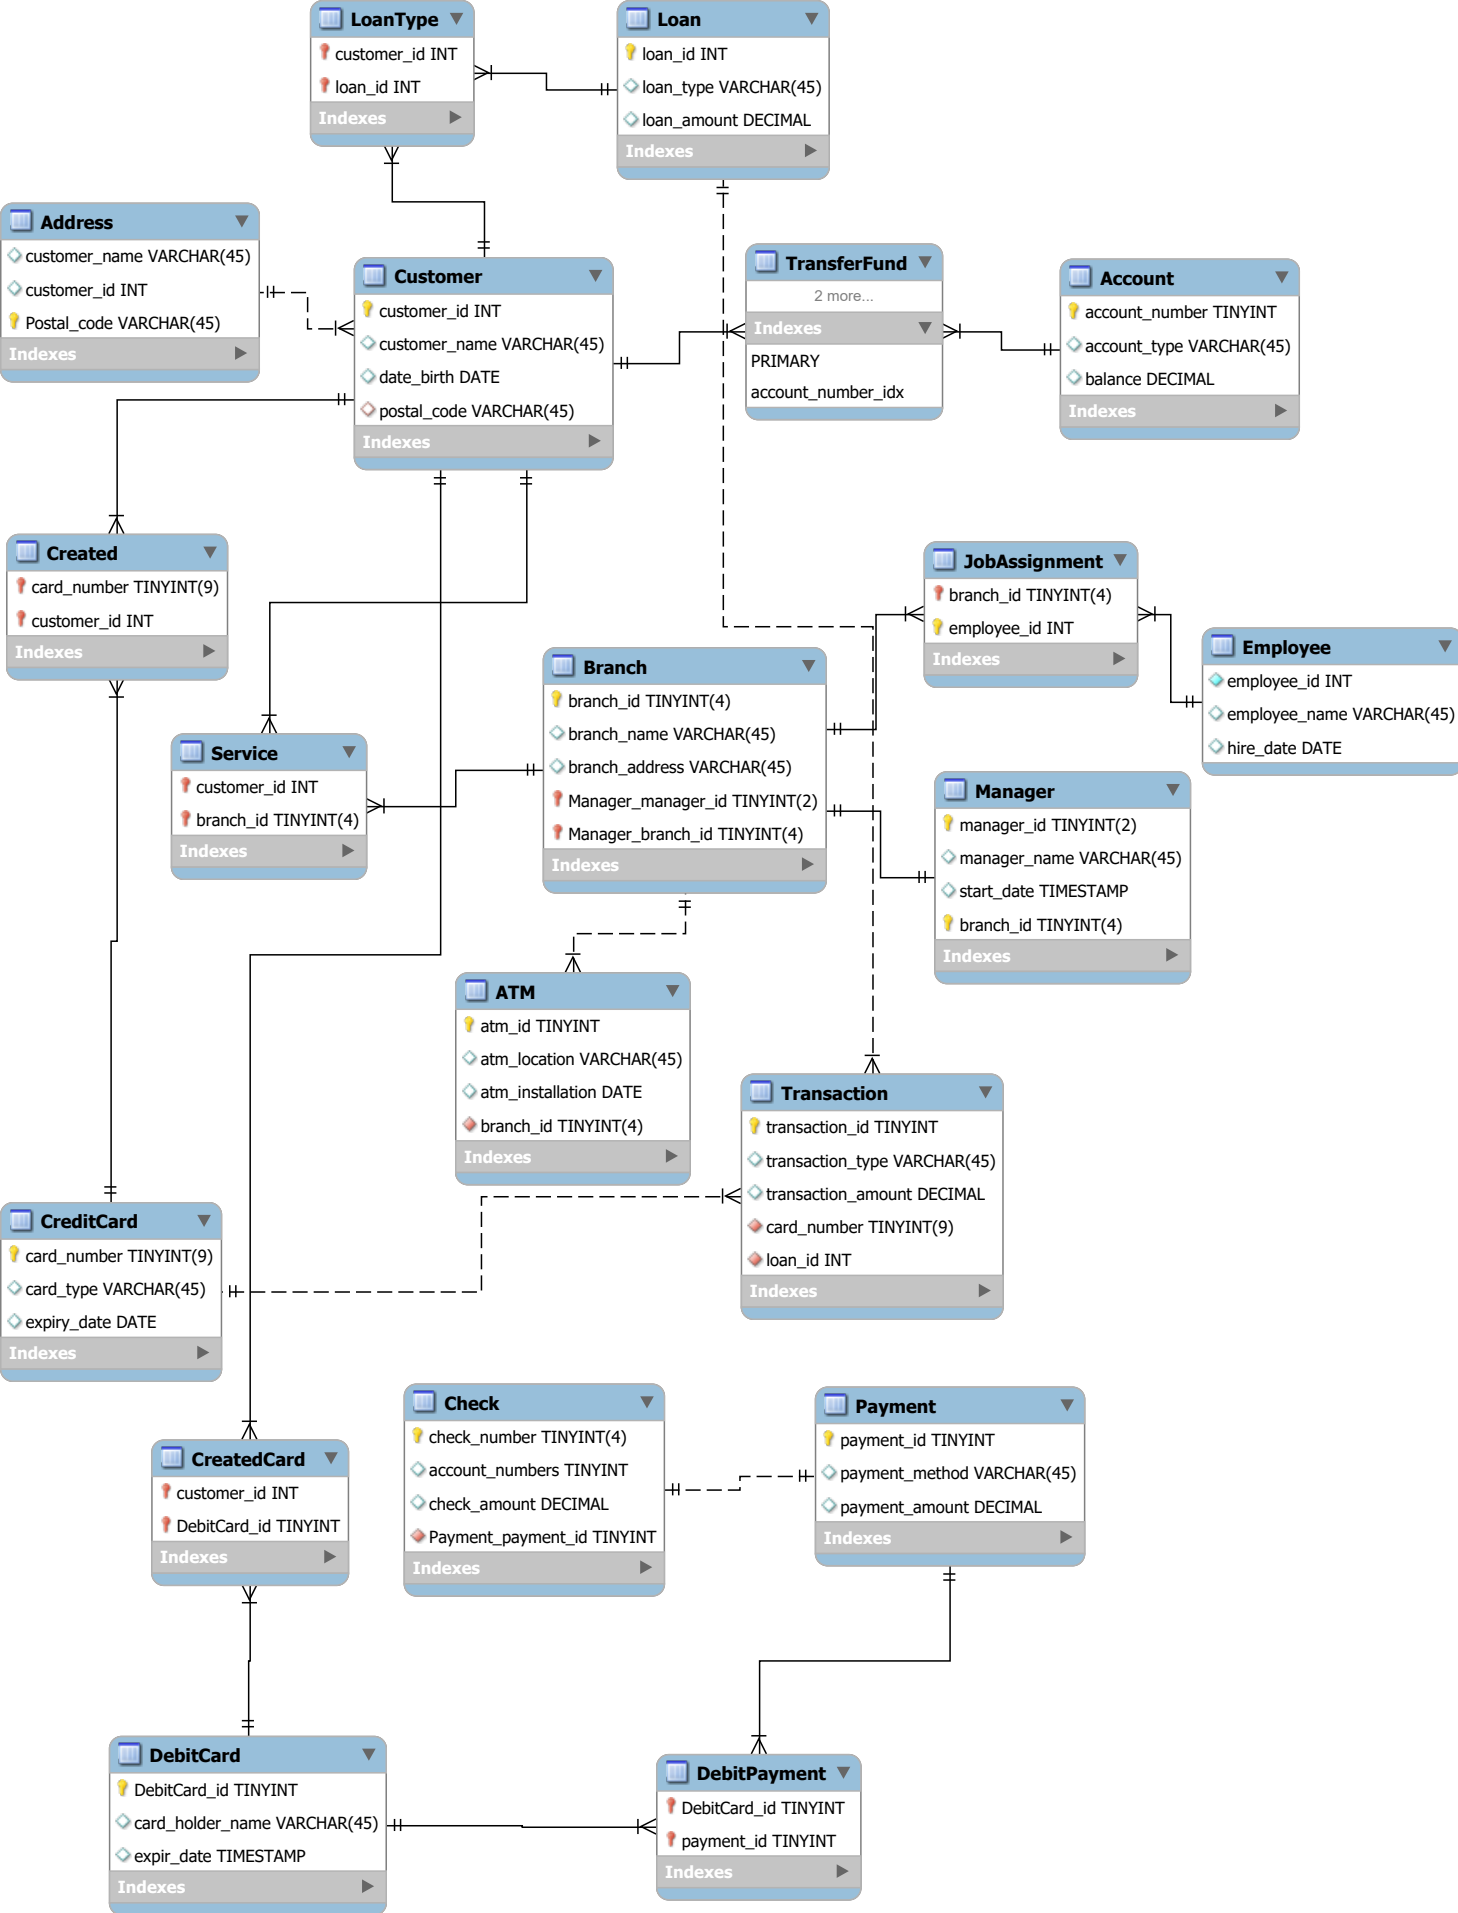 LoanType
customer_id INT
loan_id INT
Indexes
Loan
loan_id INT
loan_type VARCHAR(45)
loan_amount DECIMAL
Indexes
Address
customer_name VARCHAR(45)
customer_id INT
Postal_code VARCHAR(45)
Indexes
Customer
customer_id INT
customer_name VARCHAR(45)
date_birth DATE
postal_code VARCHAR(45)
Indexes
TransferFund
2 more...
Indexes
PRIMARY
account_number_idx
Account
account_number TINYINT
account_type VARCHAR(45)
balance DECIMAL
Indexes
Created
card_number TINYINT(9)
customer_id INT
Indexes
JobAssignment
branch_id TINYINT(4)
employee_id INT
Indexes
Employee
employee_id INT
employee_name VARCHAR(45)
hire_date DATE
Service
customer_id INT
branch_id TINYINT(4)
Indexes
Branch
branch_id TINYINT(4)
branch_name VARCHAR(45)
branch_address VARCHAR(45)
Manager_manager_id TINYINT(2)
Manager_branch_id TINYINT(4)
Indexes
Manager
manager_id TINYINT(2)
manager_name VARCHAR(45)
start_date TIMESTAMP
branch_id TINYINT(4)
Indexes
ATM
atm_id TINYINT
atm_location VARCHAR(45)
atm_installation DATE
branch_id TINYINT(4)
Indexes
Transaction
transaction_id TINYINT
transaction_type VARCHAR(45)
transaction_amount DECIMAL
card_number TINYINT(9)
loan_id INT
Indexes
CreditCard
card_number TINYINT(9)
card_type VARCHAR(45)
expiry_date DATE
Indexes
Check
check_number TINYINT(4)
account_numbers TINYINT
check_amount DECIMAL
Payment_payment_id TINYINT
Indexes
Payment
payment_id TINYINT
payment_method VARCHAR(45)
payment_amount DECIMAL
Indexes
CreatedCard
customer_id INT
DebitCard_id TINYINT
Indexes
DebitCard
DebitCard_id TINYINT
card_holder_name VARCHAR(45)
expir_date TIMESTAMP
Indexes
DebitPayment
DebitCard_id TINYINT
payment_id TINYINT
Indexes